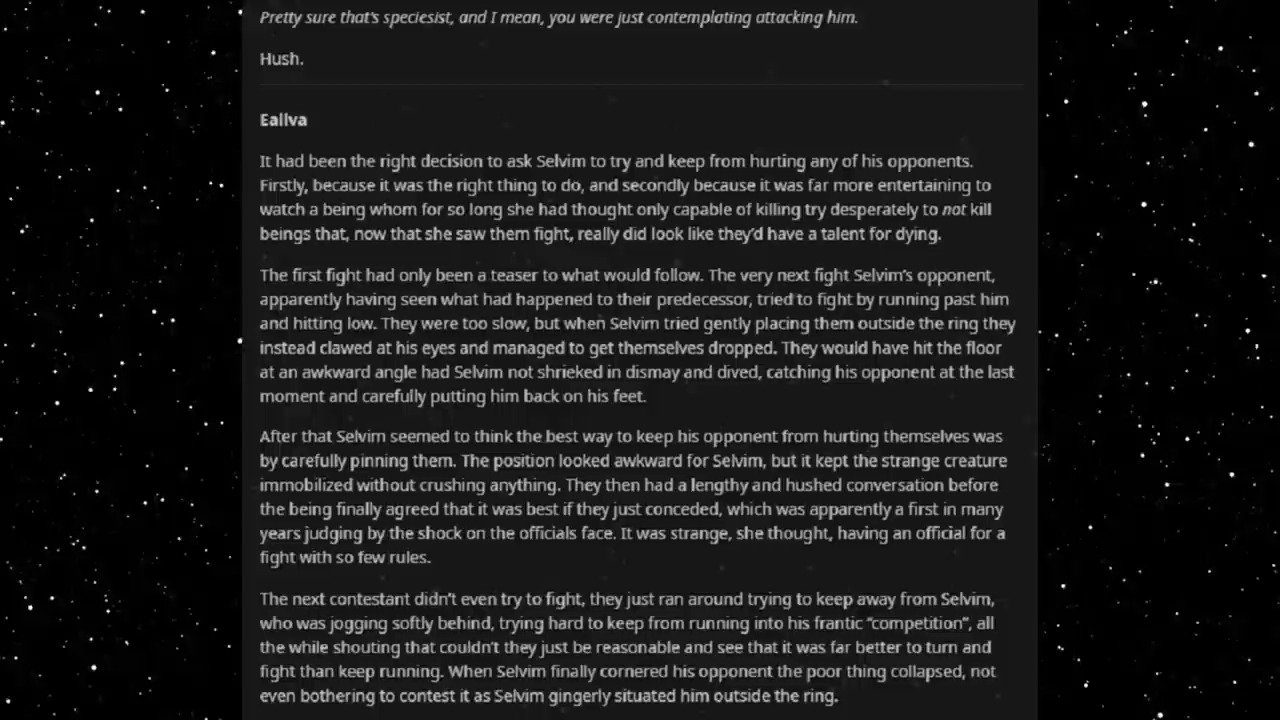 Pretty sure that's speciesist, and I mean, you were just contemplating attacking him.
Hush.
Ealiva
It had been the right decision to ask Selvim to try and keep from hurting any of his opponents.
Firstly, because it was the right thing to do, and secondly because it was far more entertaining to
watch a being whom for so long she had thought only capable of killing try desperately to not kill
beings that, now that she saw them fight, really did look like they'd have a talent for dying.
The first fight had only been a teaser to what would follow. The very next fight Selvim's opponent,
apparently having seen what had happened to their predecessor, tried to fight by running past him
and hitting low. They were too slow, but when Selvim tried gently placing them outside the ring they
instead clawed at his eyes and managed to get themselves dropped. They would have hit the floor
at an awkward angle had Selvim not shrieked in dismay and dived, catching his opponent at the last
moment and carefully putting him back on his feet.
After that Selvim seemed to think the best way to keep his opponent from hurting themselves was
by carefully pinning them. The position looked awkward for Selvim, but it kept the strange creature
immobilized without crushing anything. They then had a lengthy and hushed conversation before
the being finally agreed that it was best if they just conceded, which was apparently a first in many
years judging by the shock on the officials face. It was strange, she thought, having an official for a
fight with so few rules.
The next contestant didn't even try to fight, they just ran around trying to keep away from Selvim,
who was jogging softly behind, trying hard to keep from running into his frantic "competition", all
the while shouting that couldn't they just be reasonable and see that it was far better to turn and
fight than keep running. When Selvim finally cornered his opponent the poor thing collapsed, not
even bothering to contest it as Selvim gingerly situated him outside the ring.